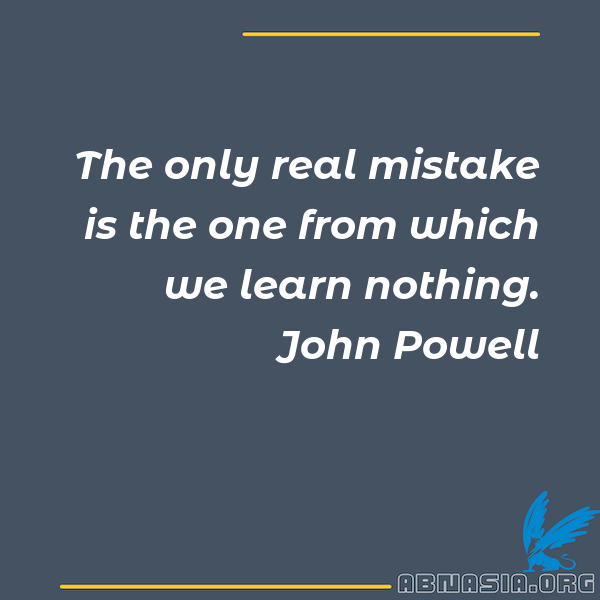 The only real mistake
is the one from which
we learn nothing.
John Powell
ABNASIA.ORG